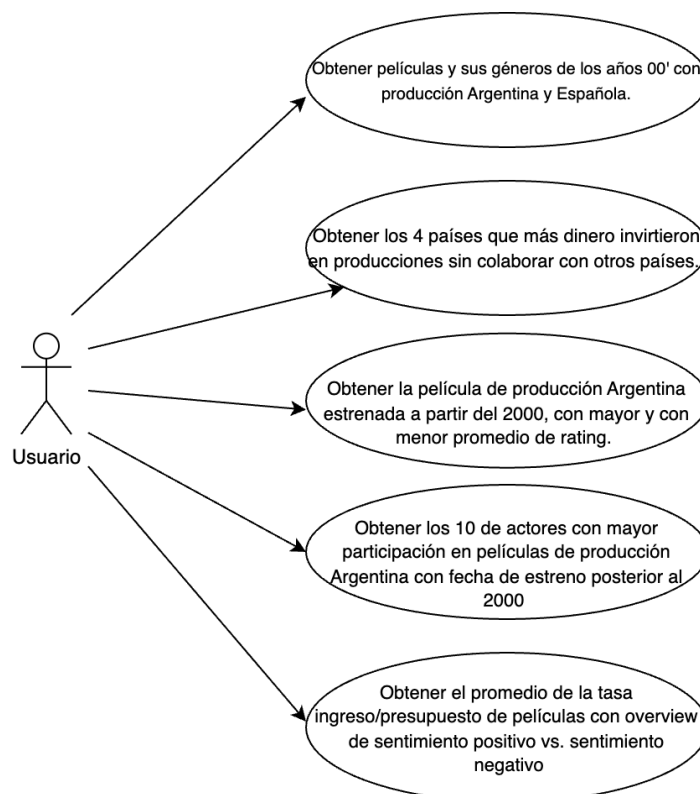 Obtener películas y sus géneros de los años 00' con
producción Argentina y Española.
Obtener los 4 países que más dinero invirtieron
en producciones sin colaborar con otros países.
Obtener la película de producción Argentina
estrenada a partir del 2000, con mayor y con
menor promedio de rating.
Usuario
Obtener los 10 de actores con mayor
participación en películas de producción
Argentina con fecha de estreno posterior al
2000
Obtener el promedio de la tasa
ingreso/presupuesto de películas con overview
de sentimiento positivo vs. sentimiento
negativo